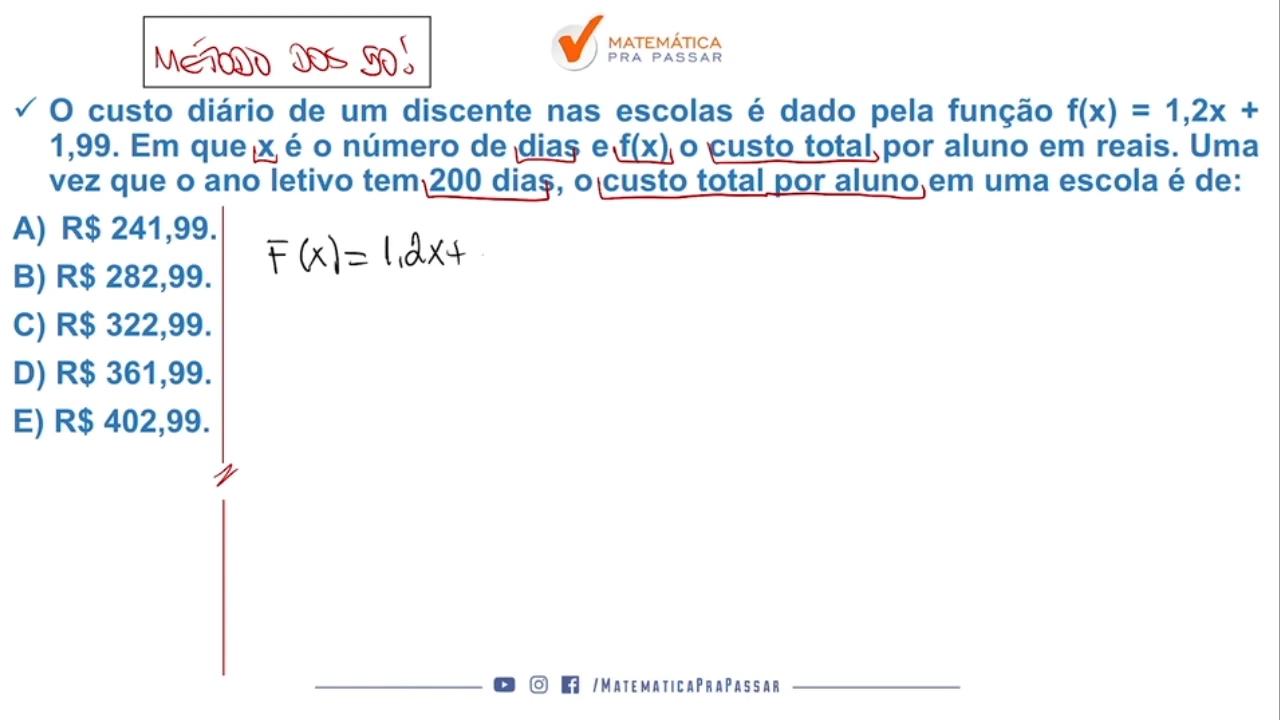 MÉTODO DOS 50!
MATEMÁTICA
PRA PASSAR
✓ O custo diário de um discente nas escolas é dado pela função f(x) = 1,2x +
1,99. Em que x é o número de dias e f(x) o custo total por aluno em reais. Uma
vez que o ano letivo tem 200 dias, o custo total por aluno em uma escola é de:
A) R$ 241,99.
B) R$ 282,99.
C) R$ 322,99.
D) R$ 361,99.
E) R$ 402,99.
F(x)= 1,2x+
/MATEMATICAPRAPASSAR